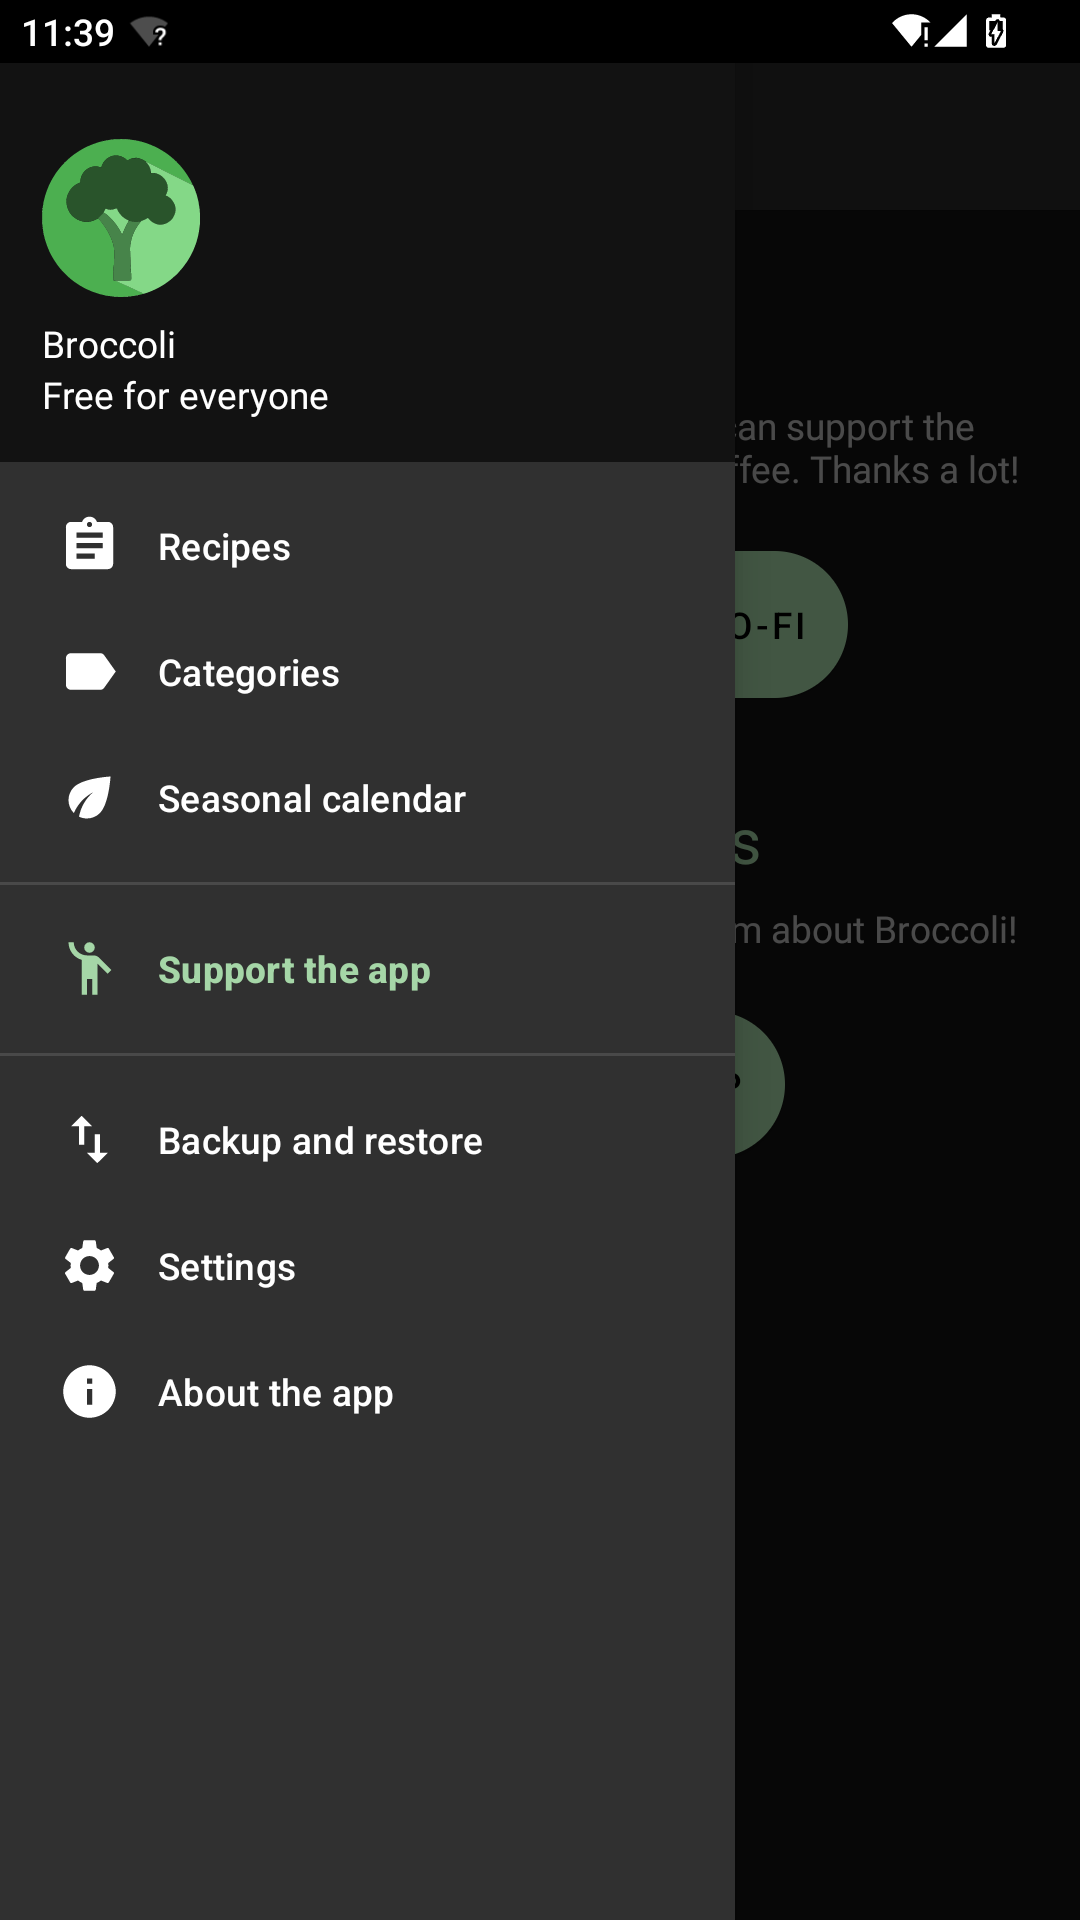 11:39
Broccoli
Free for everyone
can support the
ffee. Thanks a lot!
Recipes
O-FI
Categories
Seasonal calendar
s
m about Broccoli!
Support the app
Backup and restore
Settings
About the app